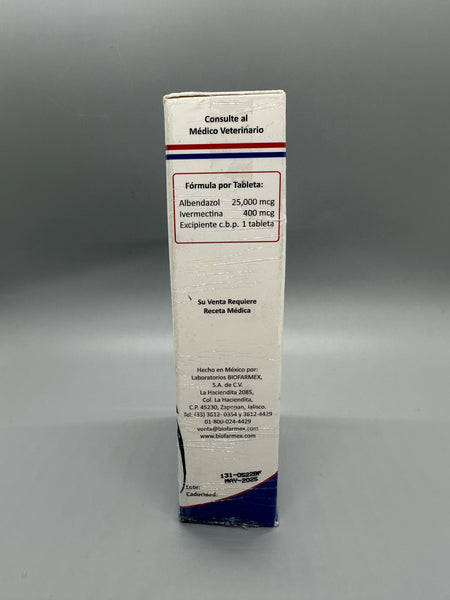 Consulte al
Médico Veterinario
Fórmula por Tableta:
Albendazol 25,000 mcg
Ivermectina 400 mcg
Excipiente c.b.p. 1 tableta
Su Venta Requiere
Receta Médica
Hecho en México por:
Laboratorios BIOFARMEX,
S.A. de C.V.
La Haciendita 2085,
Col. La Haciendita,
C.P. 45230, Zapopan, Jalisco.
Tel: (33) 3612- 0354 y 3612-4429
01-800-024-4429
venta@biofarmex.com
www.biofarmex.com
131-0522BF
MAY-2025
Lote:
Caducidad: